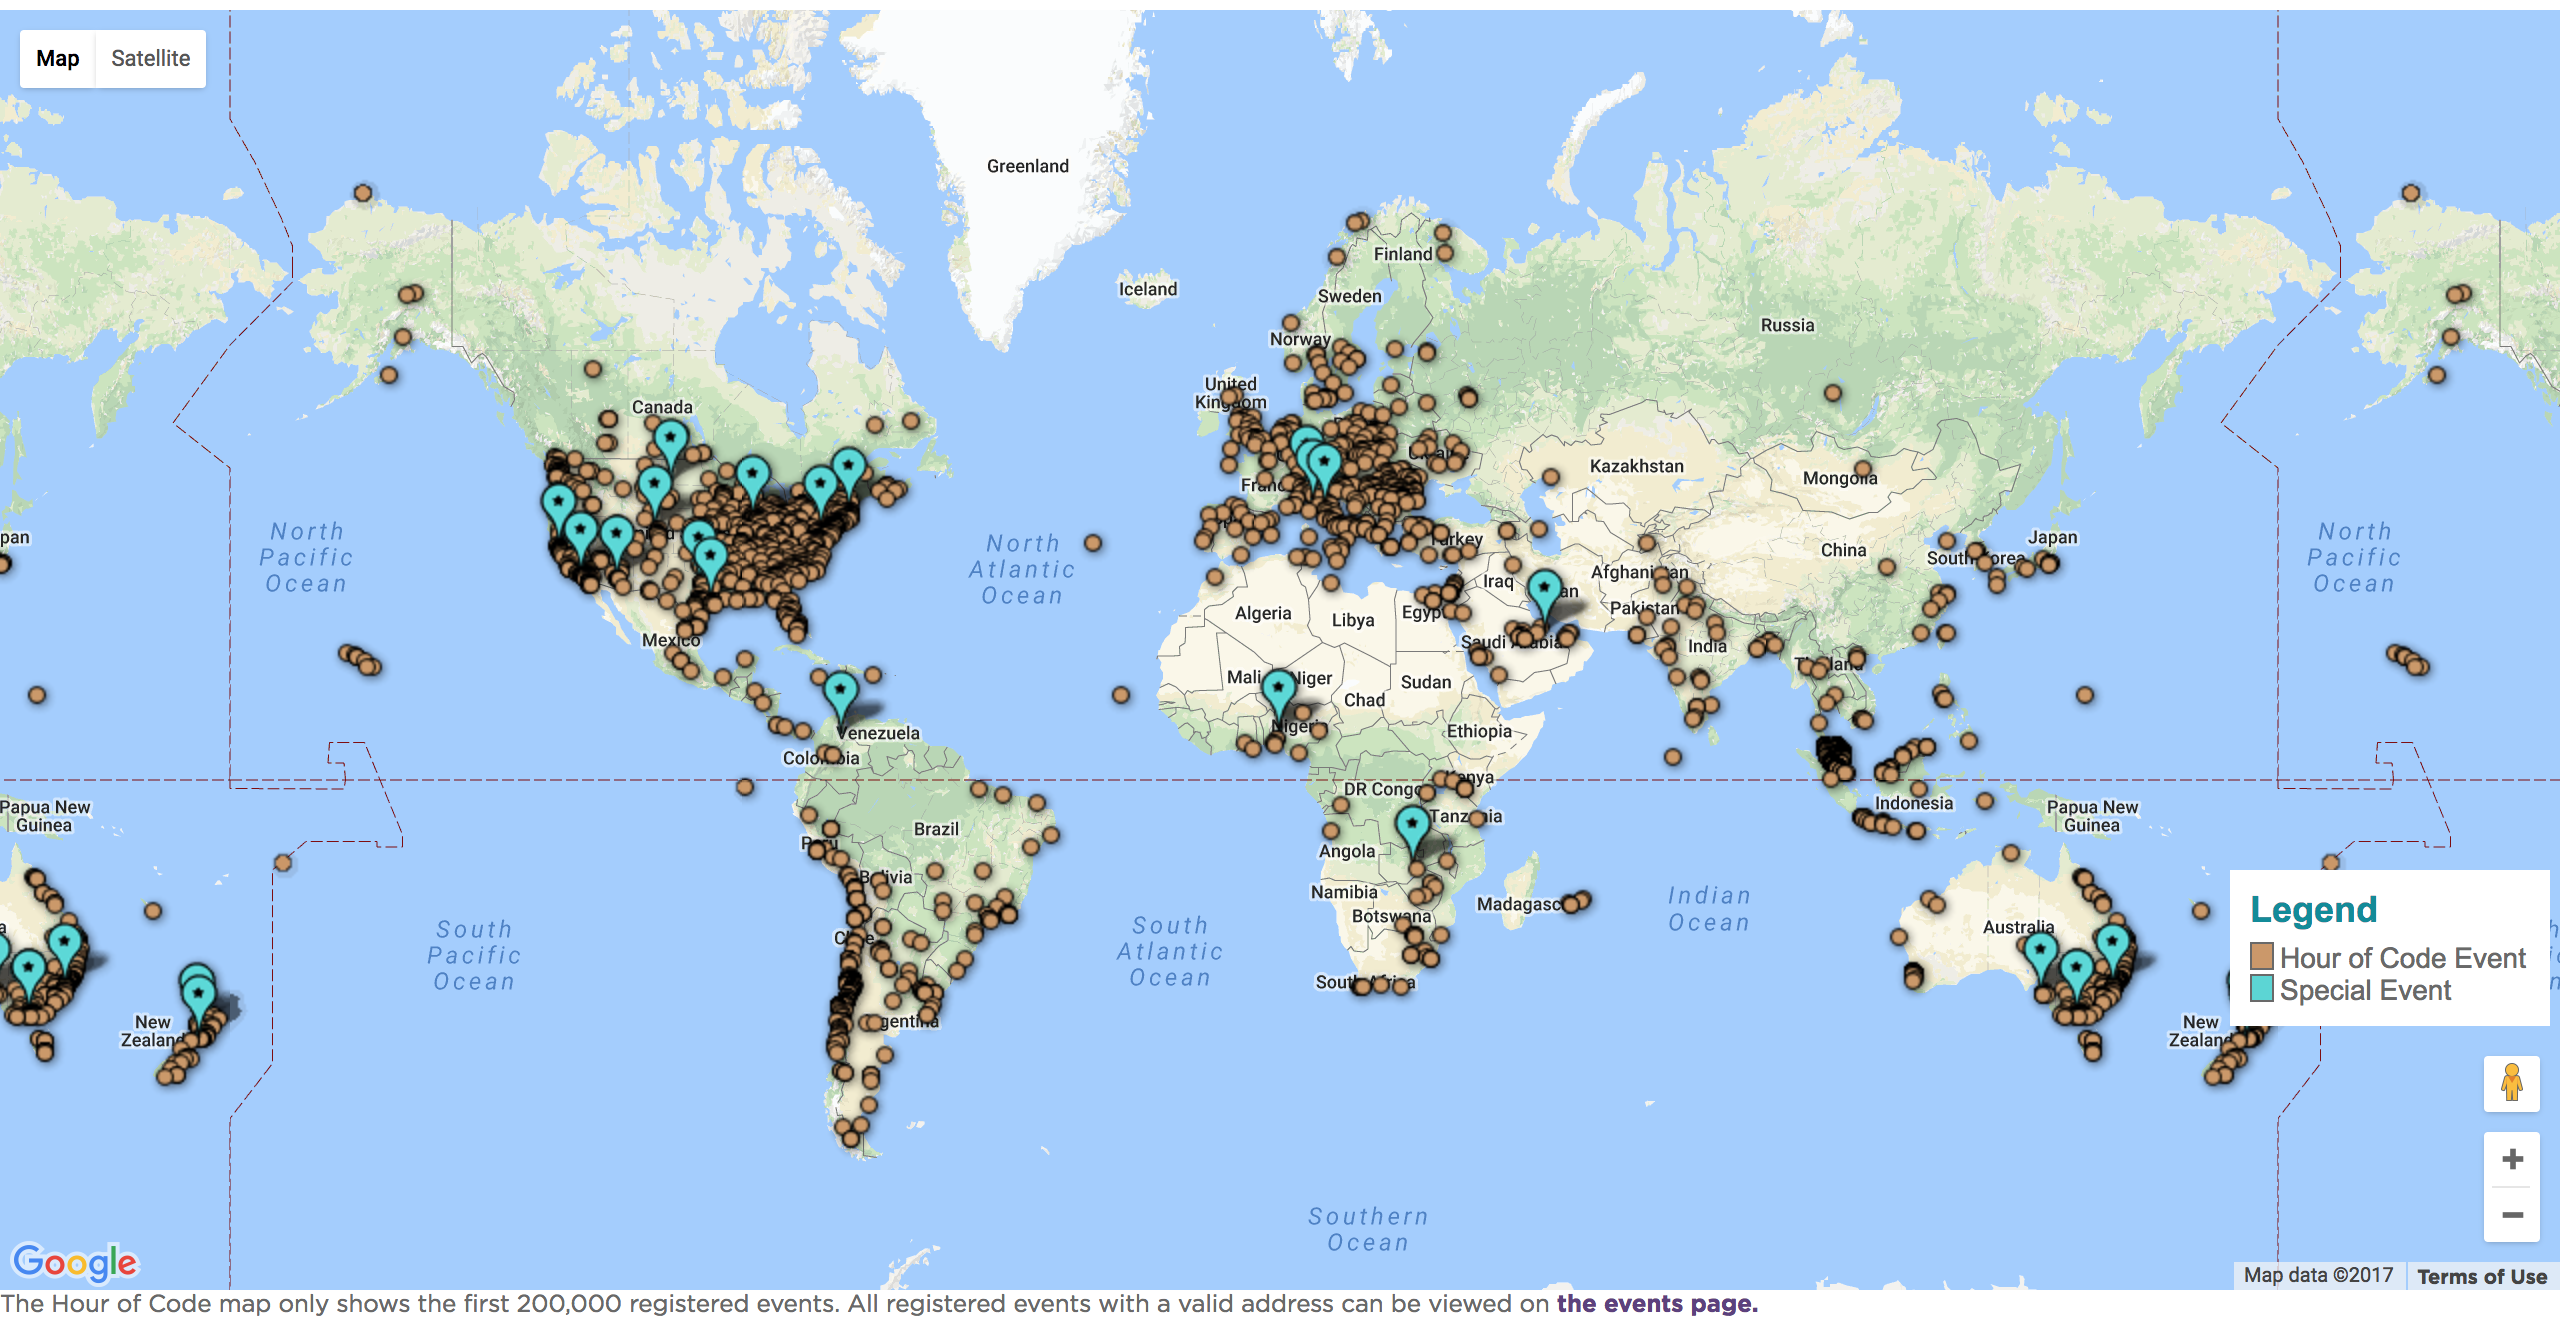 Map Satellite
Greenland
Iceland
Finland
Sweden
Norway
Russia
United
Kingdom
Canada
Kazakhstan
Mongolia
North
Pacific
Ocean
North
Atlantic
Ocean
North
Pacific
Ocean
pan
Turkey
China
South Korea
Japan
Iraq
Afghanistan
Algeria
Libya
Egypt
Pakistan
Mexico
Saudi Arabia
India
Mali
Niger
Sudan
Chad
Thailand
Nigeria
Ethiopia
Venezuela
Colombia
Kenya
DR Congo
Papua New
Guinea
Indonesia
Papua New
Guinea
Tanzania
Brazil
Peru
Angola
Bolivia
Namibia
Botswana
Madagasc
Indian
Ocean
South
Pacific
Ocean
South
Atlantic
Ocean
Chile
Australia
South Africa
Argentina
New
Zealand
New
Zealand
Legend
Hour of Code Event
Special Event
+
−
Southern
Ocean
Google
Map data ©2017 Terms of Use
The Hour of Code map only shows the first 200,000 registered events. All registered events with a valid address can be viewed on the events page.